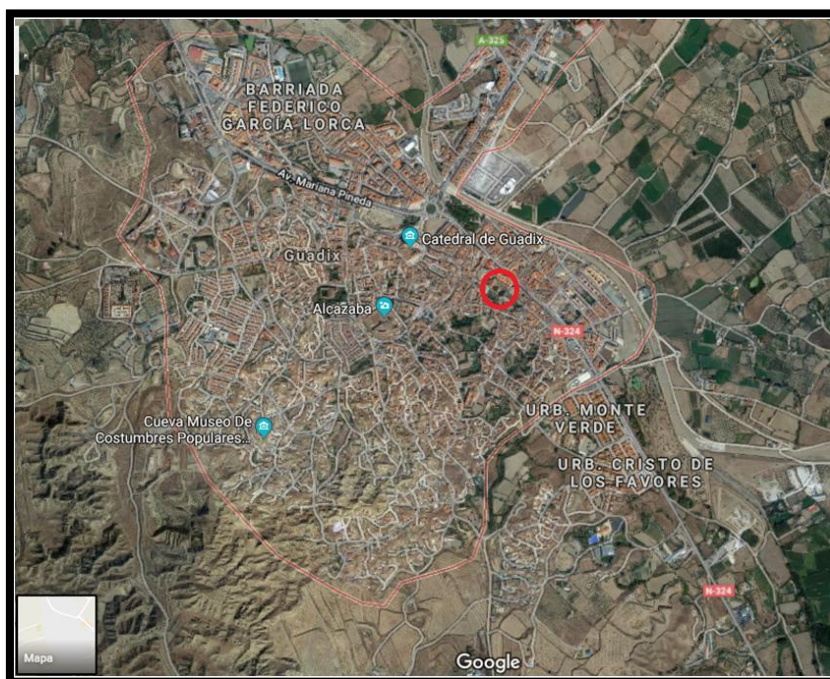 A-325
BARRIADA
FEDERICO
GARCÍA LORCA
Av. Mariana Pineda
Catedral de Guadix
Guadix
Alcazaba
N-324
Cueva Museo De
Costumbres Populares...
URB. MONTE
VERDE
URB. CRISTO DE
LOS FAVORES
N-324
Mapa
Google